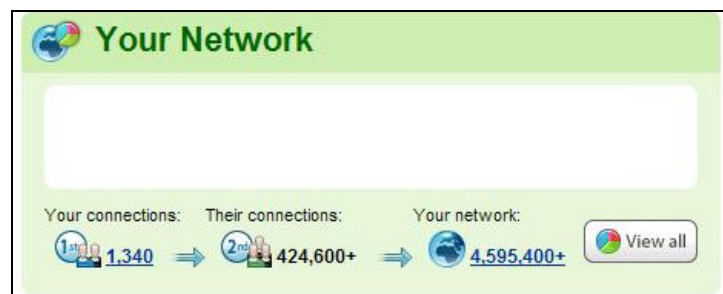 Your Network
Your connections: Their connections: Your network:
1st 1,340 2nd 424,600+ 4,595,400+ View all